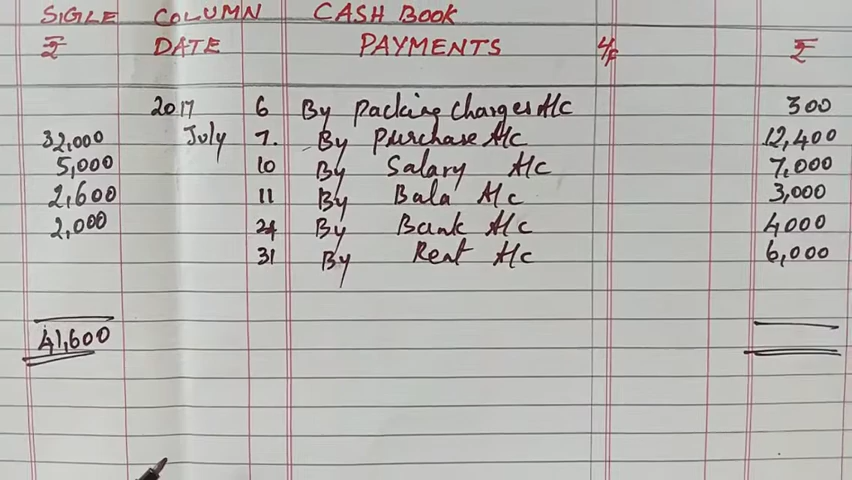 SIGLE COLUMN CASH BOOK
₹ DATE PAYMENTS L/F ₹
2017 6 By Packing Charges A/c 300
32,000 July 7. By Purchase A/c 12,400
5,000 10 By Salary A/c 7,000
2,600 11 By Bala A/c 3,000
2,000 24 By Bank A/c 4000
31 By Rent A/c 6,000
41,600